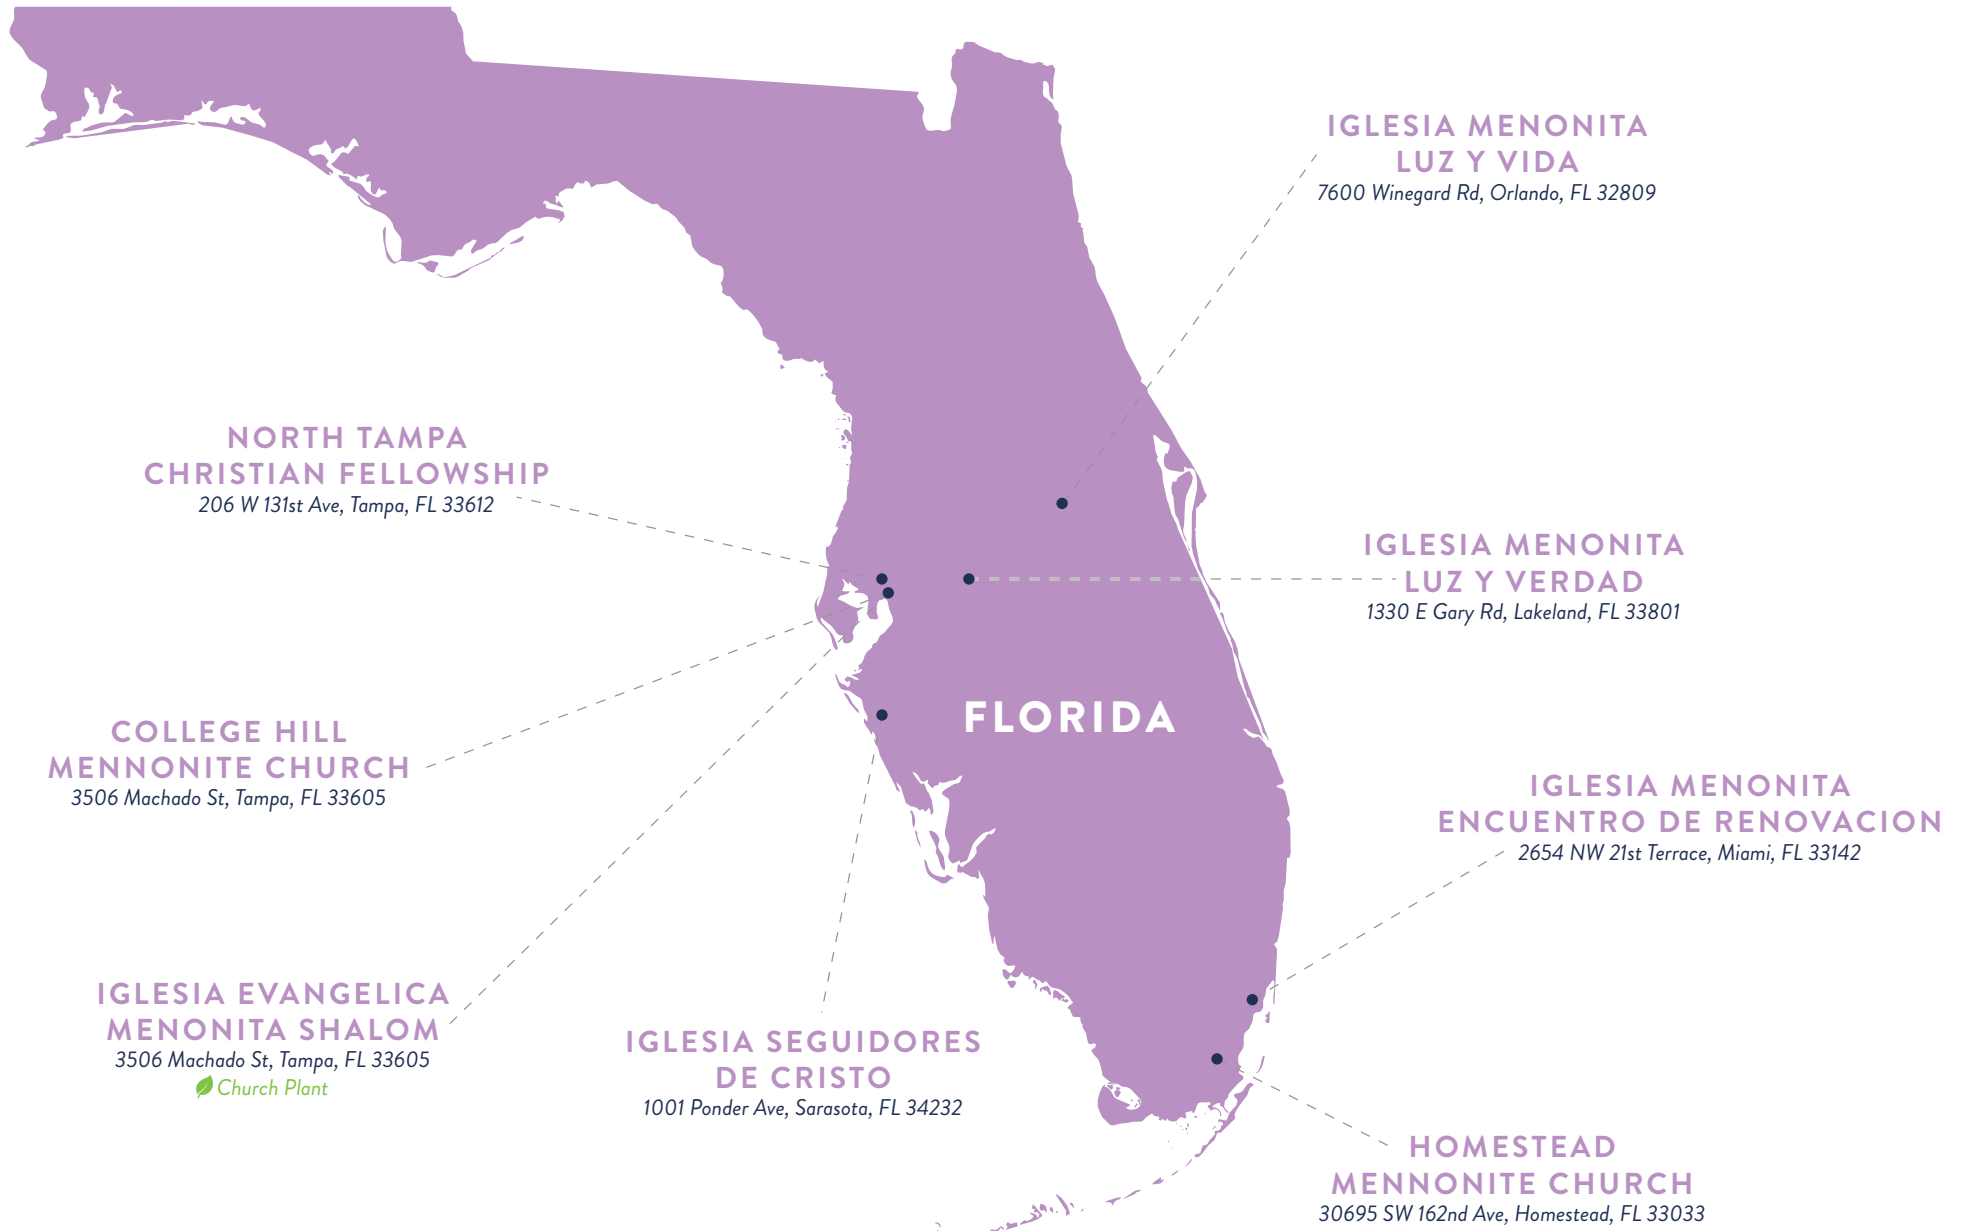 IGLESIA MENONITA
LUZ Y VIDA
7600 Winegard Rd, Orlando, FL 32809
NORTH TAMPA
CHRISTIAN FELLOWSHIP
206 W 131st Ave, Tampa, FL 33612
IGLESIA MENONITA
LUZ Y VERDAD
1330 E Gary Rd, Lakeland, FL 33801
FLORIDA
COLLEGE HILL
MENNONITE CHURCH
3506 Machado St, Tampa, FL 33605
IGLESIA MENONITA
ENCUENTRO DE RENOVACION
2654 NW 21st Terrace, Miami, FL 33142
IGLESIA EVANGELICA
MENONITA SHALOM
3506 Machado St, Tampa, FL 33605
Church Plant
IGLESIA SEGUIDORES
DE CRISTO
1001 Ponder Ave, Sarasota, FL 34232
HOMESTEAD
MENNONITE CHURCH
30695 SW 162nd Ave, Homestead, FL 33033